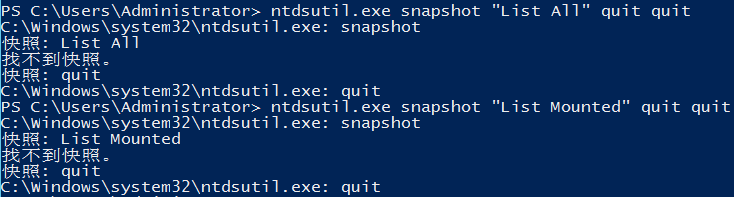 PS C:\Users\Administrator> ntdsutil.exe snapshot "List All" quit quit
C:\Windows\system32\ntdsutil.exe: snapshot
快照: List All
找不到快照。
快照: quit
C:\Windows\system32\ntdsutil.exe: quit
PS C:\Users\Administrator> ntdsutil.exe snapshot "List Mounted" quit quit
C:\Windows\system32\ntdsutil.exe: snapshot
快照: List Mounted
找不到快照。
快照: quit
C:\Windows\system32\ntdsutil.exe: quit